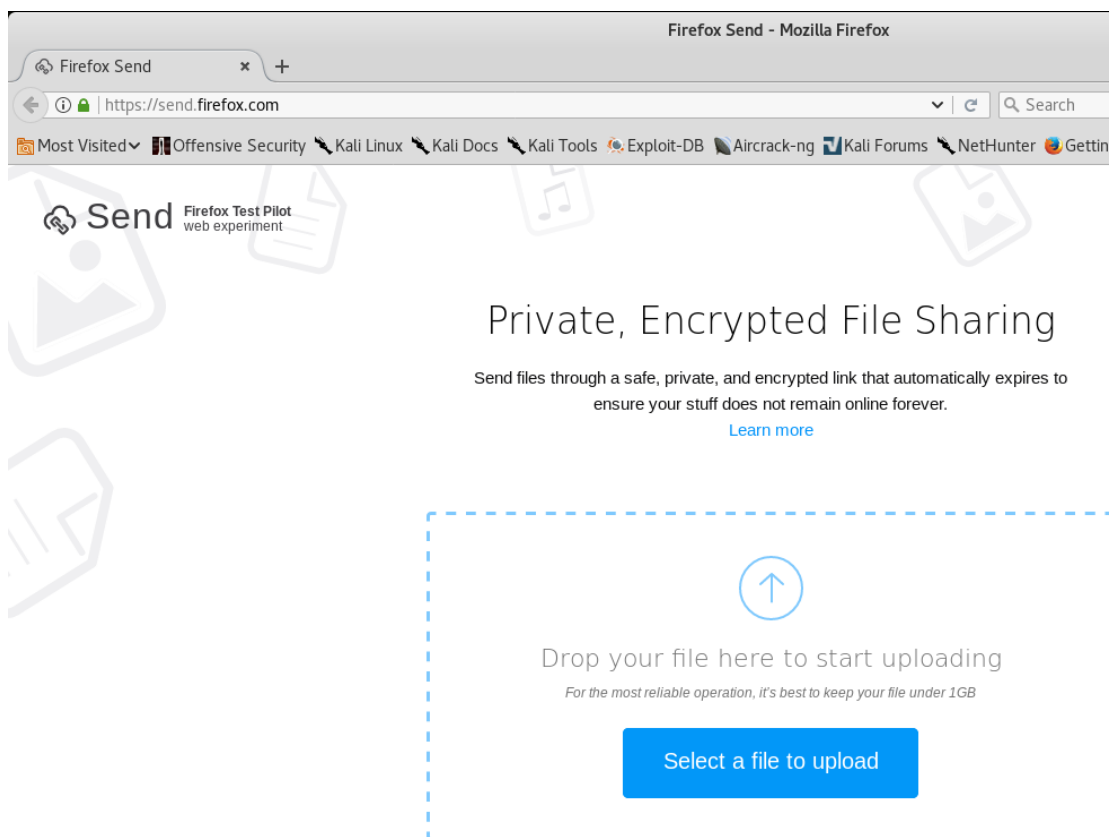 Firefox Send - Mozilla Firefox
Firefox Send
https://send.firefox.com
Search
Most Visited Offensive Security Kali Linux Kali Docs Kali Tools Exploit-DB Aircrack-ng Kali Forums NetHunter Gettin
Send Firefox Test Pilot
web experiment
Private, Encrypted File Sharing
Send files through a safe, private, and encrypted link that automatically expires to
ensure your stuff does not remain online forever.
Learn more
Drop your file here to start uploading
For the most reliable operation, it's best to keep your file under 1GB
Select a file to upload